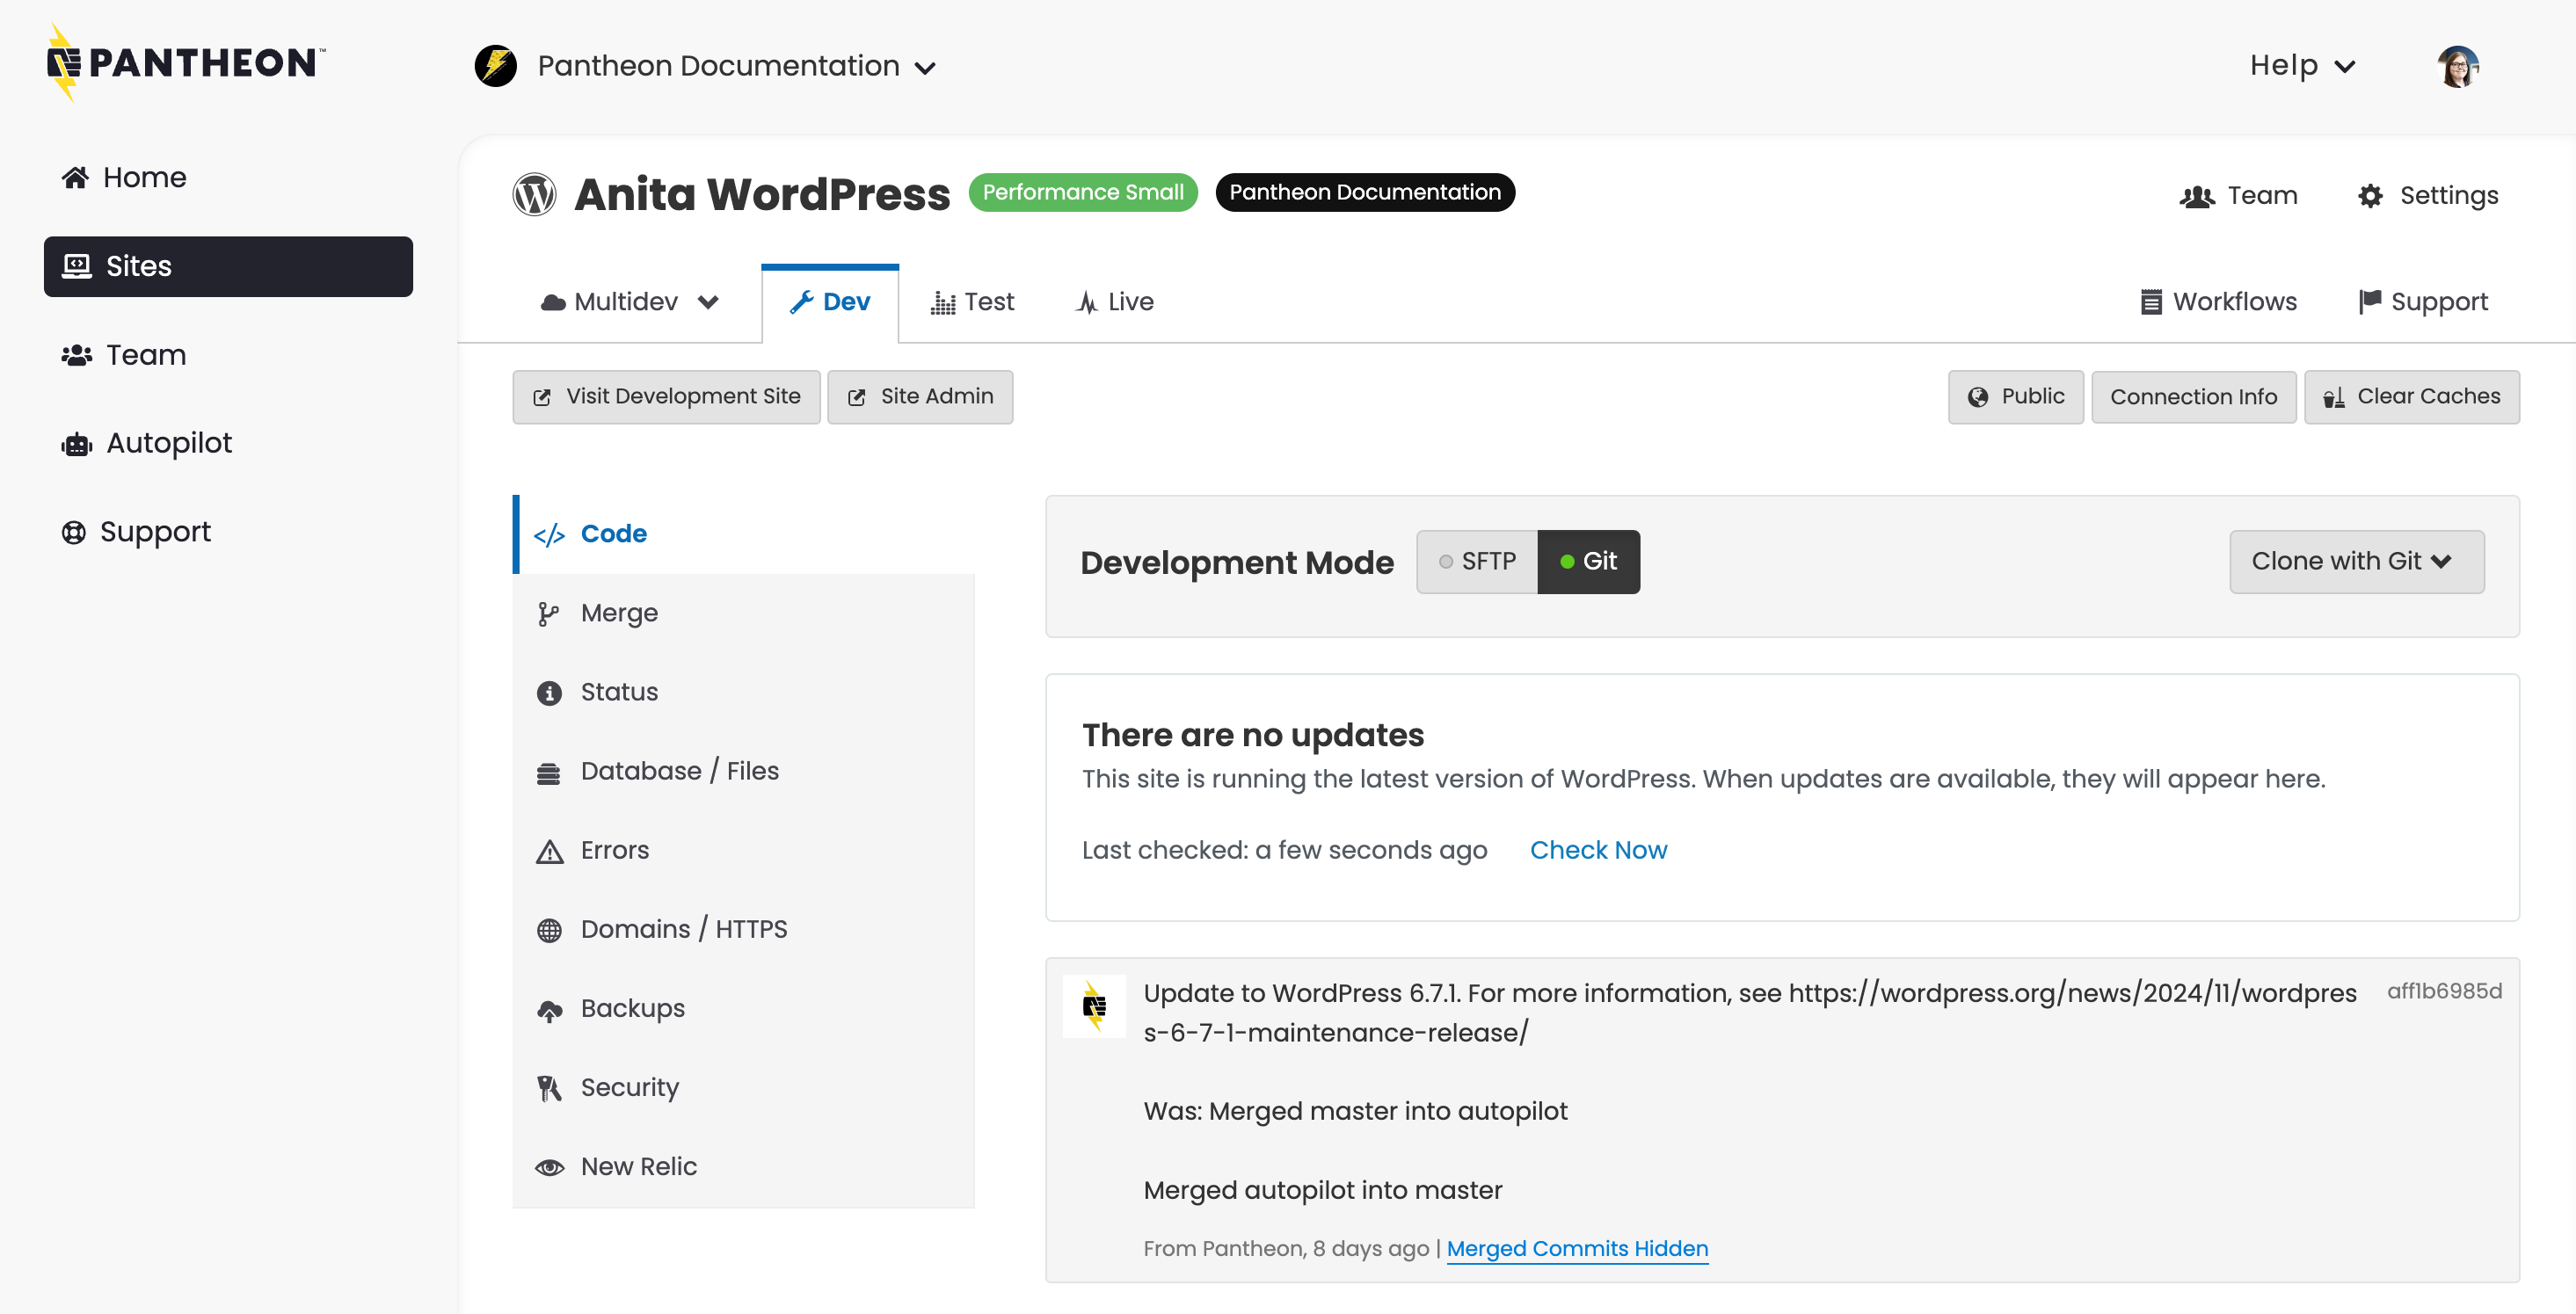 PANTHEON™
Pantheon Documentation
Help
Home
Sites
Team
Autopilot
Support
Anita WordPress
Performance Small
Pantheon Documentation
Team
Settings
Multidev
Dev
Test
Live
Workflows
Support
Visit Development Site
Site Admin
Public
Connection Info
Clear Caches
Code
Merge
Status
Database / Files
Errors
Domains / HTTPS
Backups
Security
New Relic
Development Mode
SFTP
Git
Clone with Git
There are no updates
This site is running the latest version of WordPress. When updates are available, they will appear here.
Last checked: a few seconds ago
Check Now
Update to WordPress 6.7.1. For more information, see https://wordpress.org/news/2024/11/wordpres
s-6-7-1-maintenance-release/
aff1b6985d
Was: Merged master into autopilot
Merged autopilot into master
From Pantheon, 8 days ago | Merged Commits Hidden